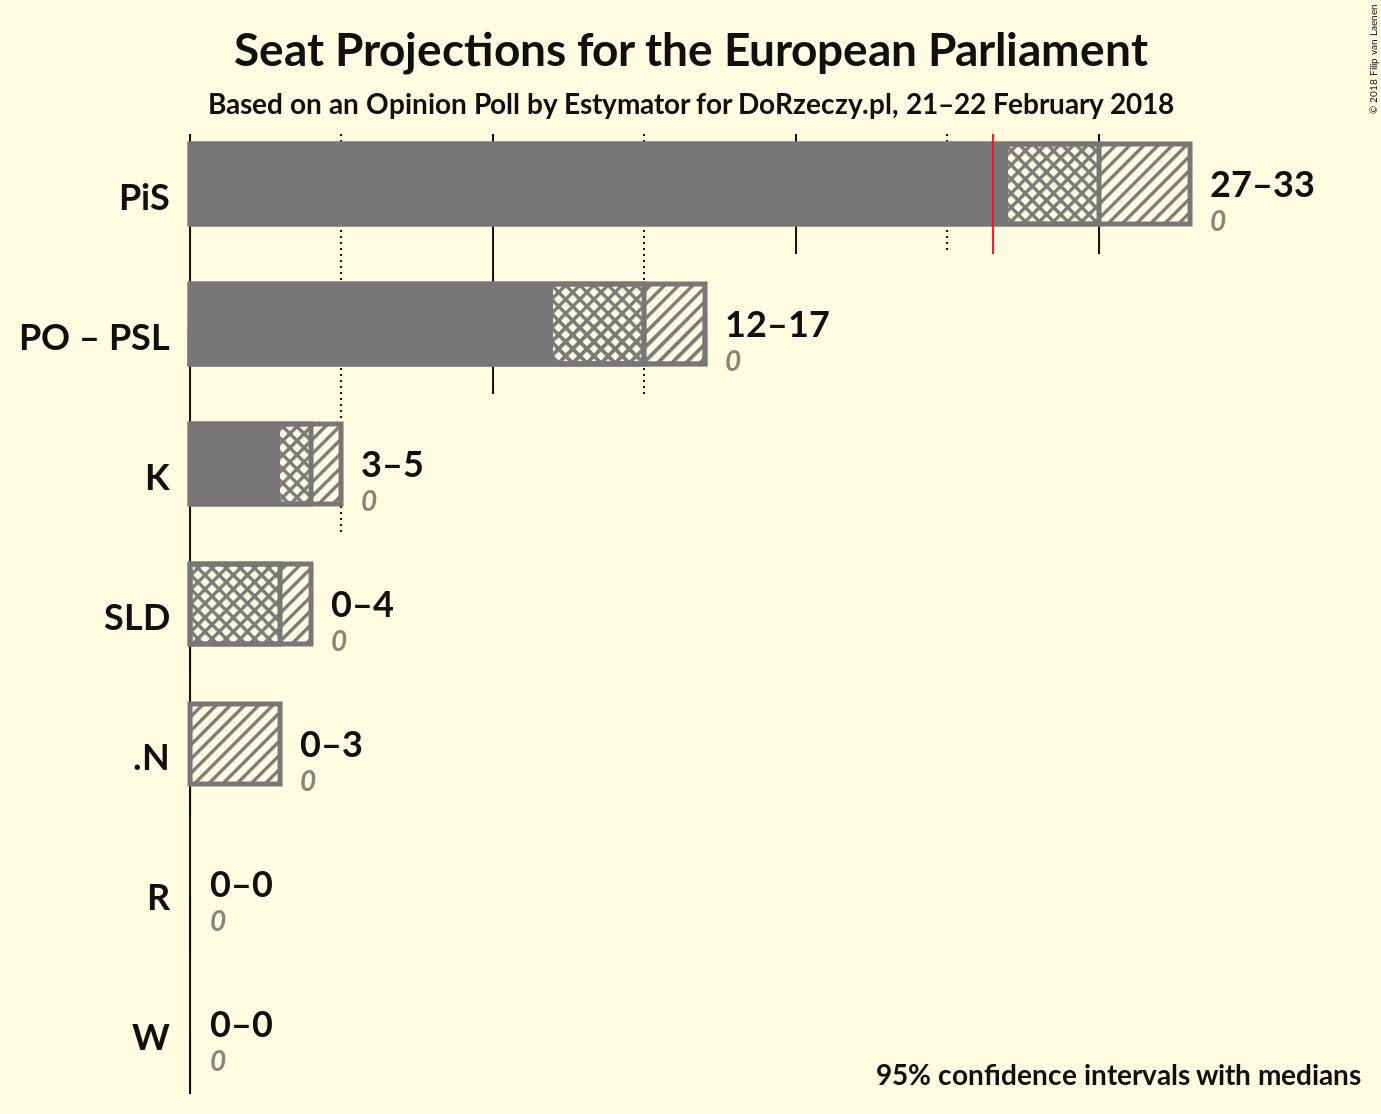 Seat Projections for the European Parliament
Based on an Opinion Poll by Estymator for DoRzeczy.pl, 21–22 February 2018
© 2018 Filip van Laenen
PiS
27–33
0
PO – PSL
12–17
0
K
3–5
0
SLD
0–4
0
.N
0–3
0
R
0–0
0
W
0–0
0
95% confidence intervals with medians